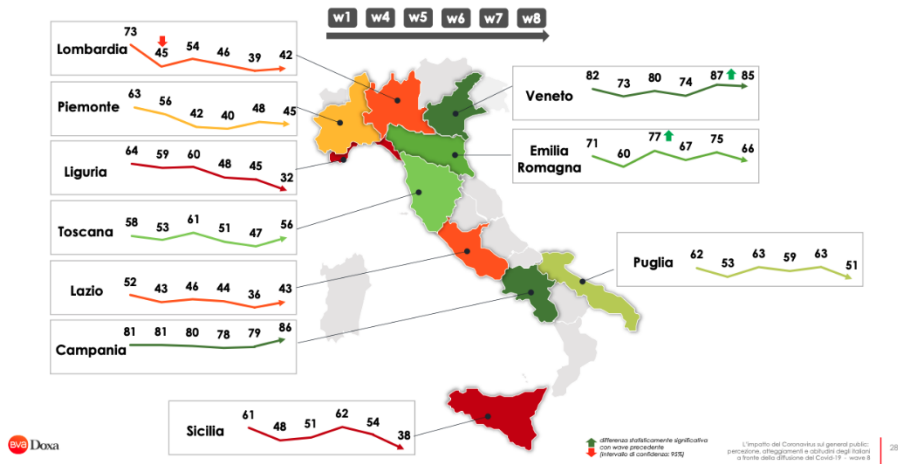 w1 w4 w5 w6 w7 w8
Lombardia
73 45 54 46 39 42
Piemonte
63 56 42 40 48 45
Liguria
64 59 60 48 45 32
Toscana
58 53 61 51 47 56
Lazio
52 43 46 44 36 43
Campania
81 81 80 78 79 86
Sicilia
61 48 51 62 54 38
Veneto
82 73 80 74 87 85
Emilia
Romagna
71 60 77 67 75 66
Puglia
62 53 63 59 63 51
BVA Doxa
differenza statisticamente significativa
con wave precedente
(intervallo di confidenza: 95%)
L'impatto del Coronavirus sul general public:
percezione, atteggiamenti e abitudini degli italiani
a fronte della diffusione del Covid-19 - wave 8
28